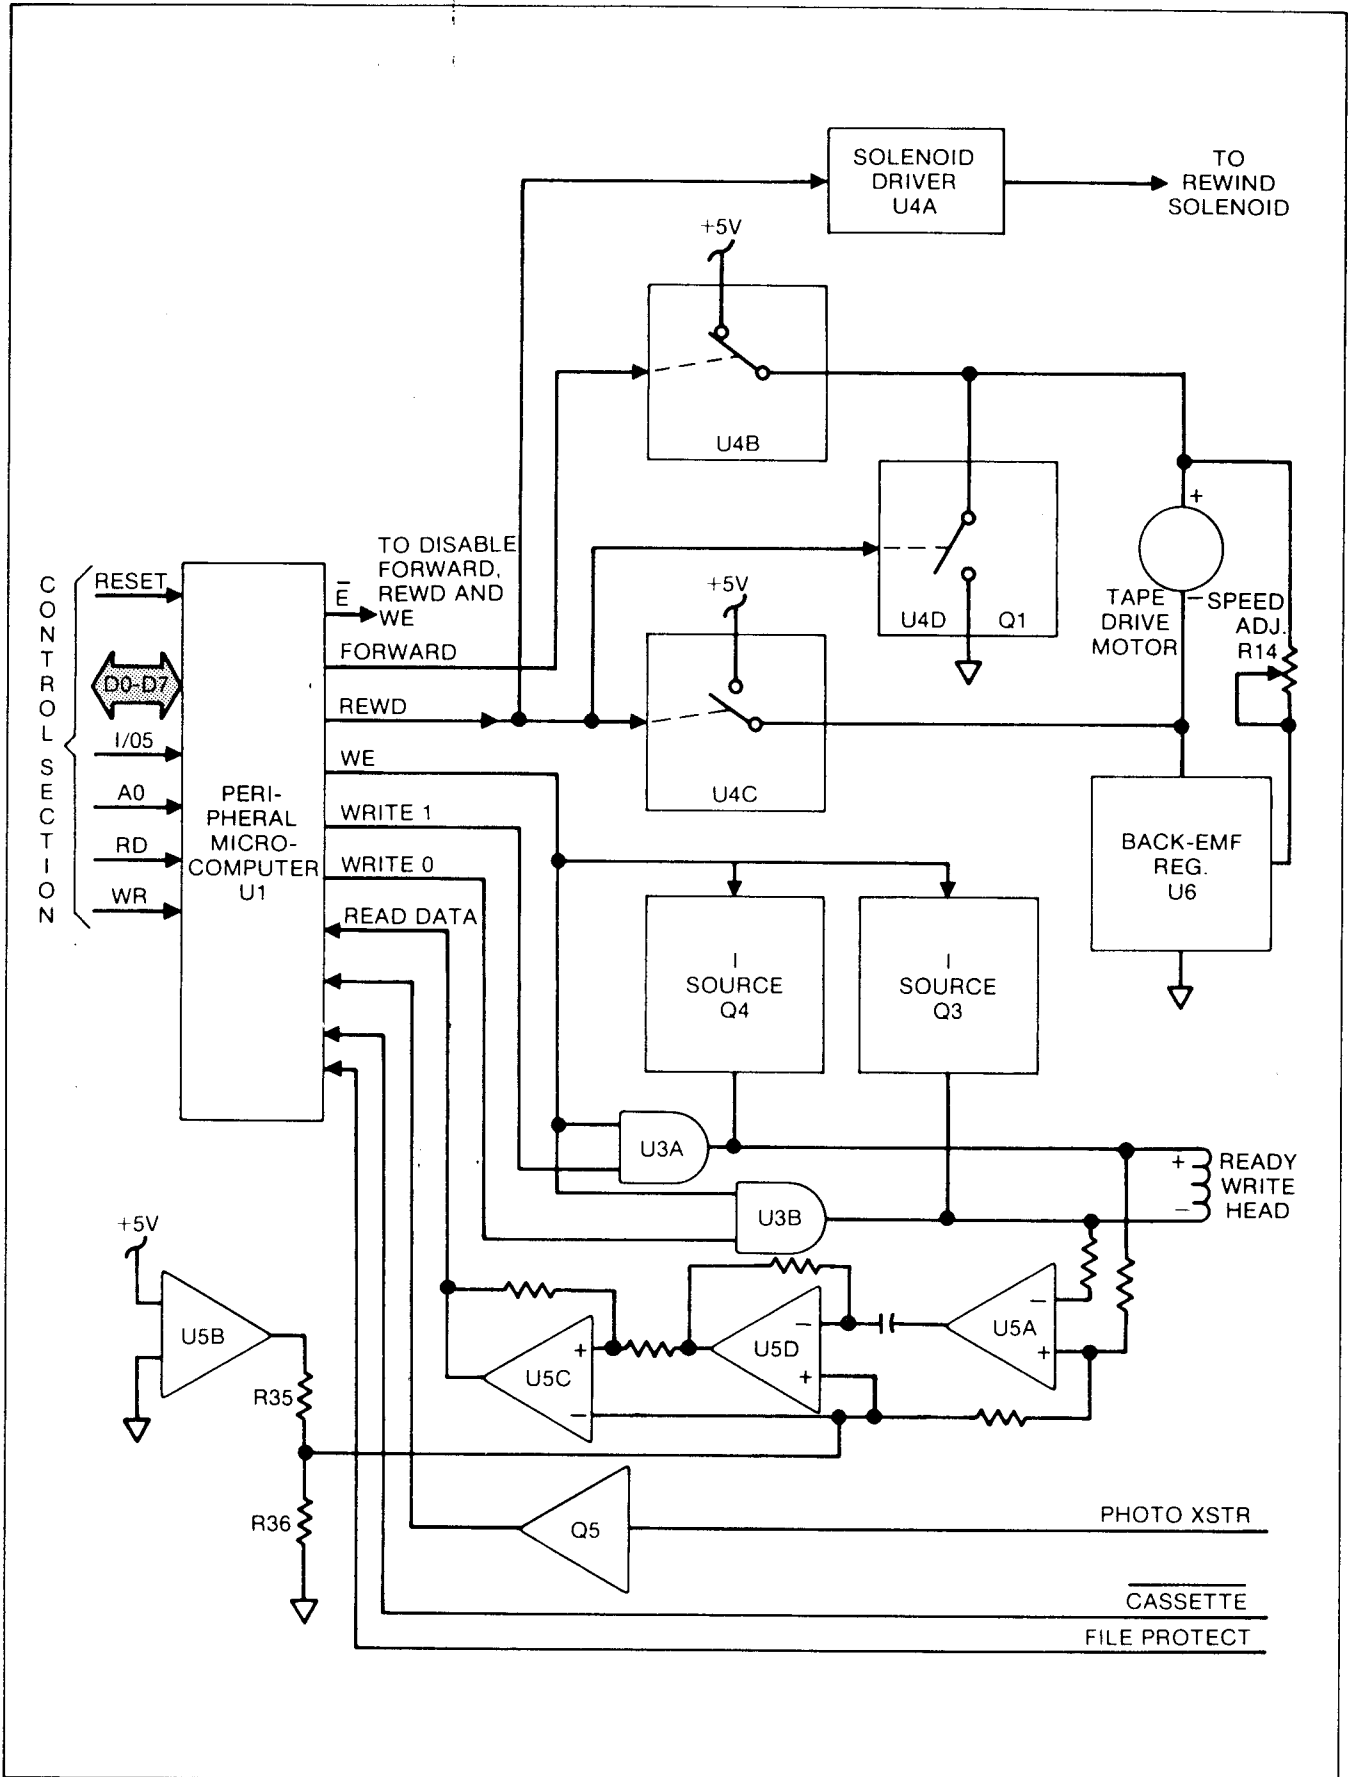 SOLENOID
DRIVER
U4A
TO
REWIND
SOLENOID
+5V
U4B
U4D Q1
+
TAPE
DRIVE
MOTOR
−
SPEED
ADJ.
R14
+5V
U4C
BACK-EMF
REG.
U6
CONTROL SECTION
RESET
D0-D7
I/05
A0
RD
WR
PERI-
PHERAL
MICRO-
COMPUTER
U1
E̅
TO DISABLE
FORWARD,
REWD AND
WE
FORWARD
REWD
WE
WRITE 1
WRITE 0
READ DATA
I
SOURCE
Q4
I
SOURCE
Q3
U3A
U3B
+
−
READY
WRITE
HEAD
+5V
U5B
R35
R36
U5C
+
−
U5D
−
+
U5A
−
+
Q5
PHOTO XSTR
C̅A̅S̅S̅E̅T̅T̅E̅
FILE PROTECT